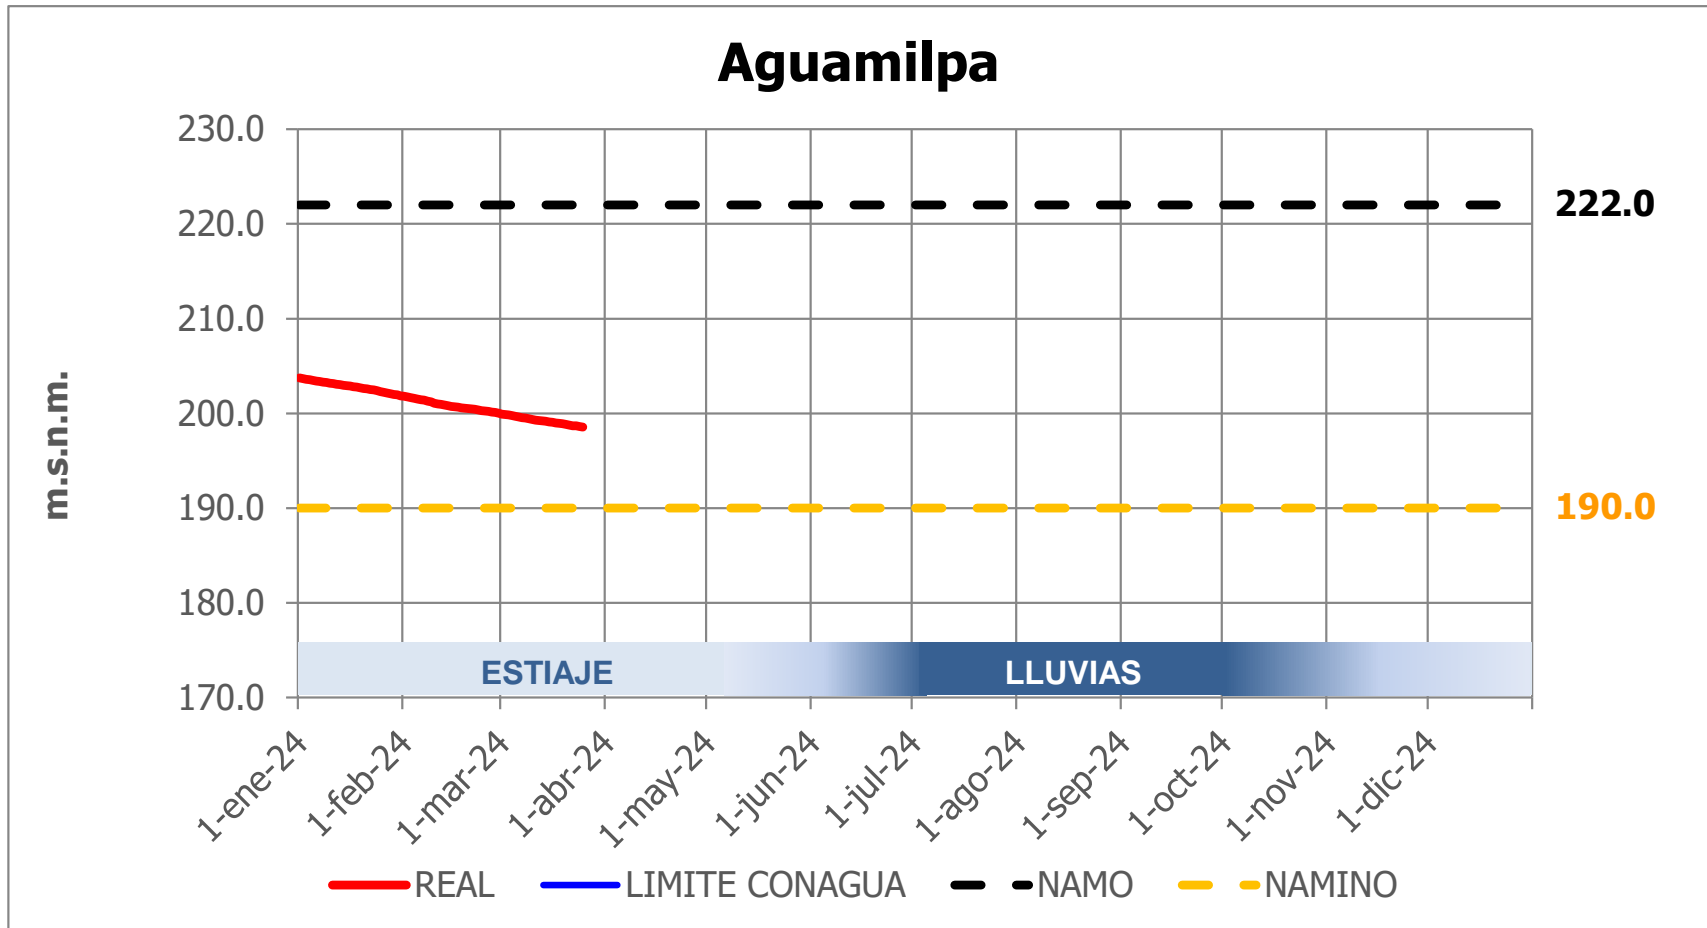 Aguamilpa
m.s.n.m.
230.0
220.0
210.0
200.0
190.0
180.0
170.0
222.0
190.0
ESTIAJE
LLUVIAS
1-ene-24
1-feb-24
1-mar-24
1-abr-24
1-may-24
1-jun-24
1-jul-24
1-ago-24
1-sep-24
1-oct-24
1-nov-24
1-dic-24
REAL
LIMITE CONAGUA
NAMO
NAMINO